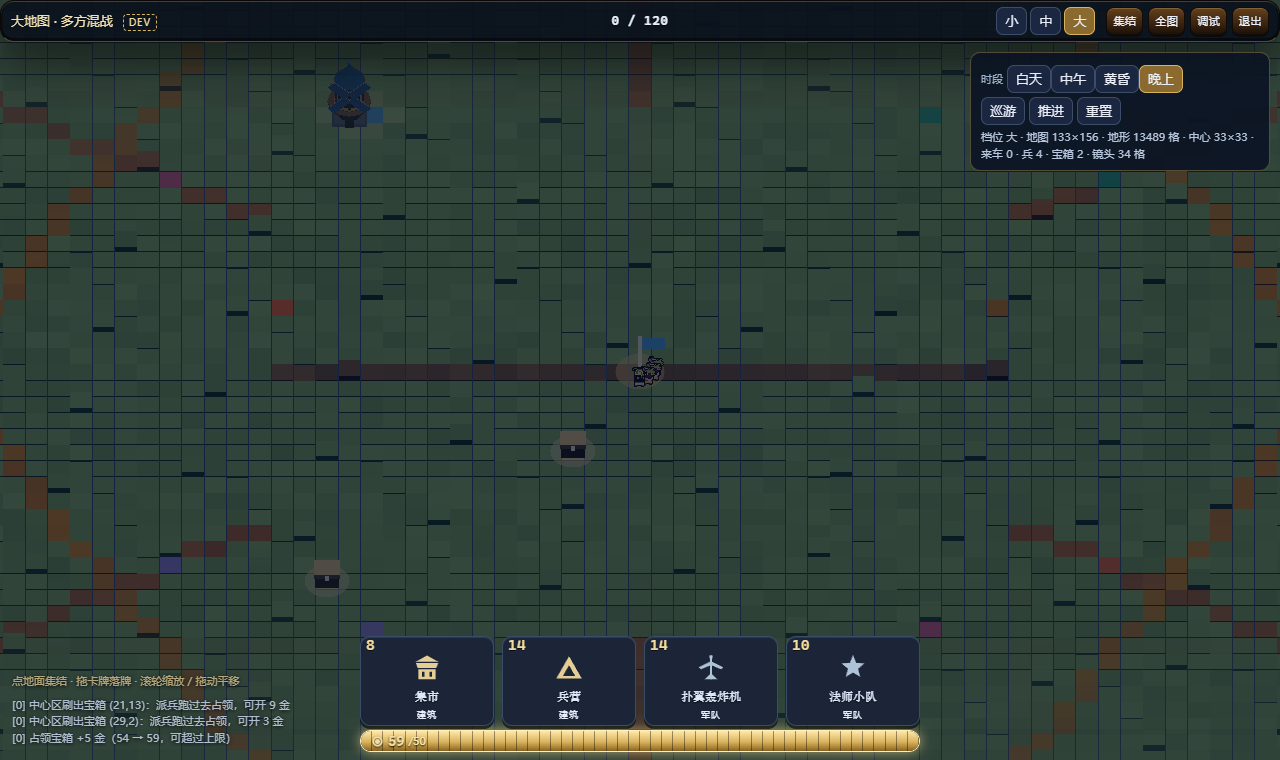 大地图 · 多方混战 DEV
0 / 120
小 中 大 集结 全图 调试 退出
时段 白天 中午 黄昏 晚上
巡游 推进 重置
档位 大 · 地图 133×156 · 地形 13489 格 · 中心 33×33 ·
来车 0 · 兵 4 · 宝箱 2 · 镜头 34 格
8
集市
建筑
14
兵营
建筑
14
扑翼轰炸机
军队
10
法师小队
军队
59 /50
点地面集结 · 拖卡牌落牌 · 滚轮缩放 / 拖动平移
[0] 中心区刷出宝箱 (21,13)：派兵跑过去占领，可开 9 金
[0] 中心区刷出宝箱 (29,2)：派兵跑过去占领，可开 3 金
[0] 占领宝箱 +5 金（54 → 59，可超过上限）